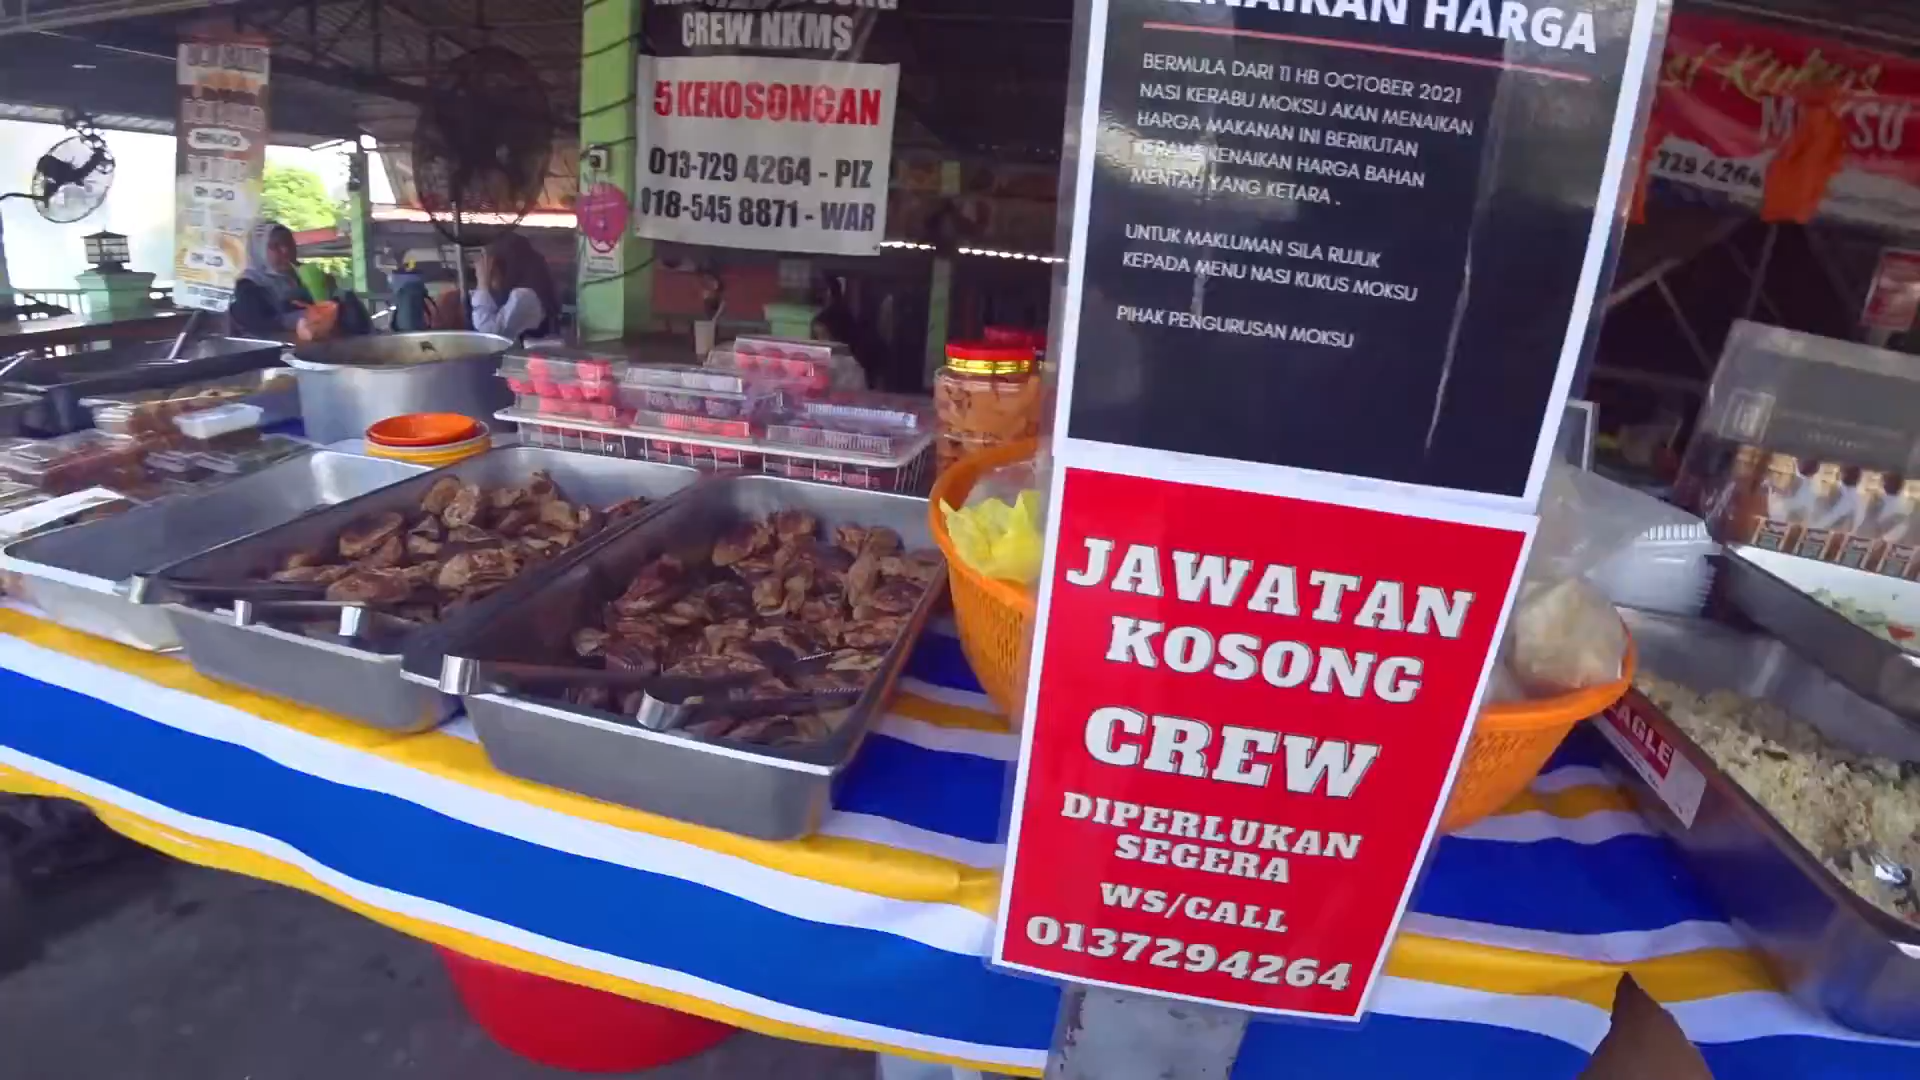 CREW NKMS
5 KEKOSONGAN
013-729 4264 - PIZ
018-545 8871 - WAR
KENAIKAN HARGA
BERMULA DARI 11 HB OCTOBER 2021
NASI KERABU MOKSU AKAN MENAIKAN
HARGA MAKANAN INI BERIKUTAN
KERANA KENAIKAN HARGA BAHAN
MENTAH YANG KETARA .
UNTUK MAKLUMAN SILA RUJUK
KEPADA MENU NASI KUKUS MOKSU
PIHAK PENGURUSAN MOKSU
JAWATAN
KOSONG
CREW
DIPERLUKAN
SEGERA
WS/CALL
0137294264
Kukus
MOKSU
729 4264
EAGLE